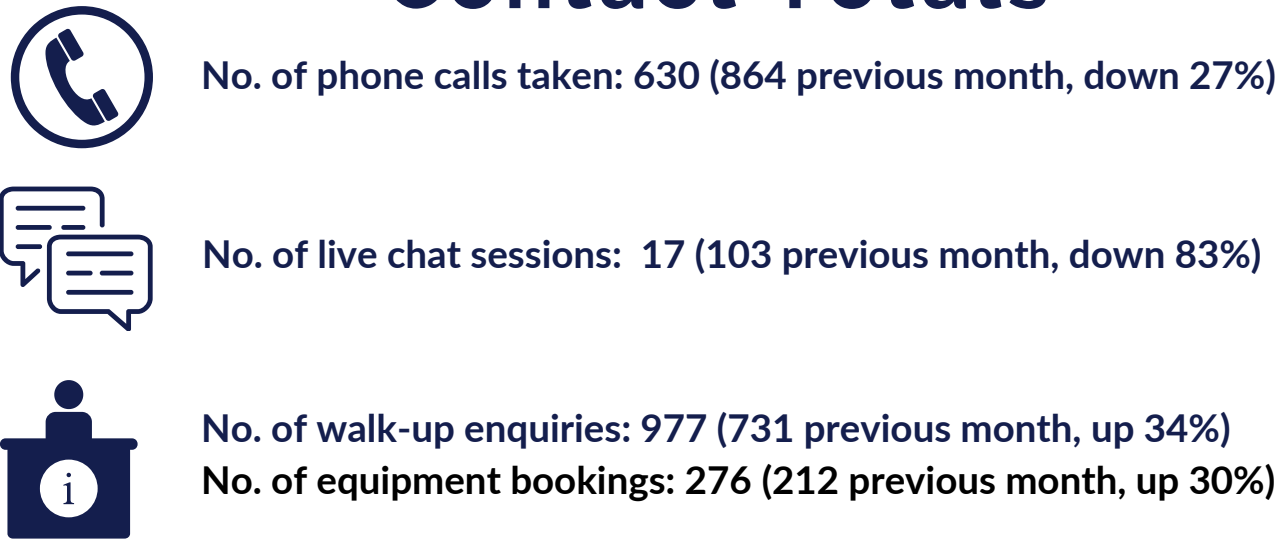 Contact Totals
No. of phone calls taken: 630 (864 previous month, down 27%)
No. of live chat sessions:  17 (103 previous month, down 83%)
No. of walk-up enquiries: 977 (731 previous month, up 34%)
i
No. of equipment bookings: 276 (212 previous month, up 30%)